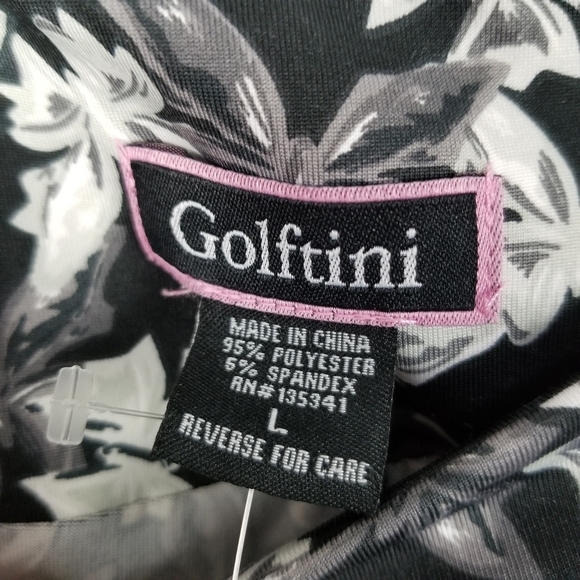 Golftini
MADE IN CHINA
95% POLYESTER
5% SPANDEX
RN#135341
L
REVERSE FOR CARE